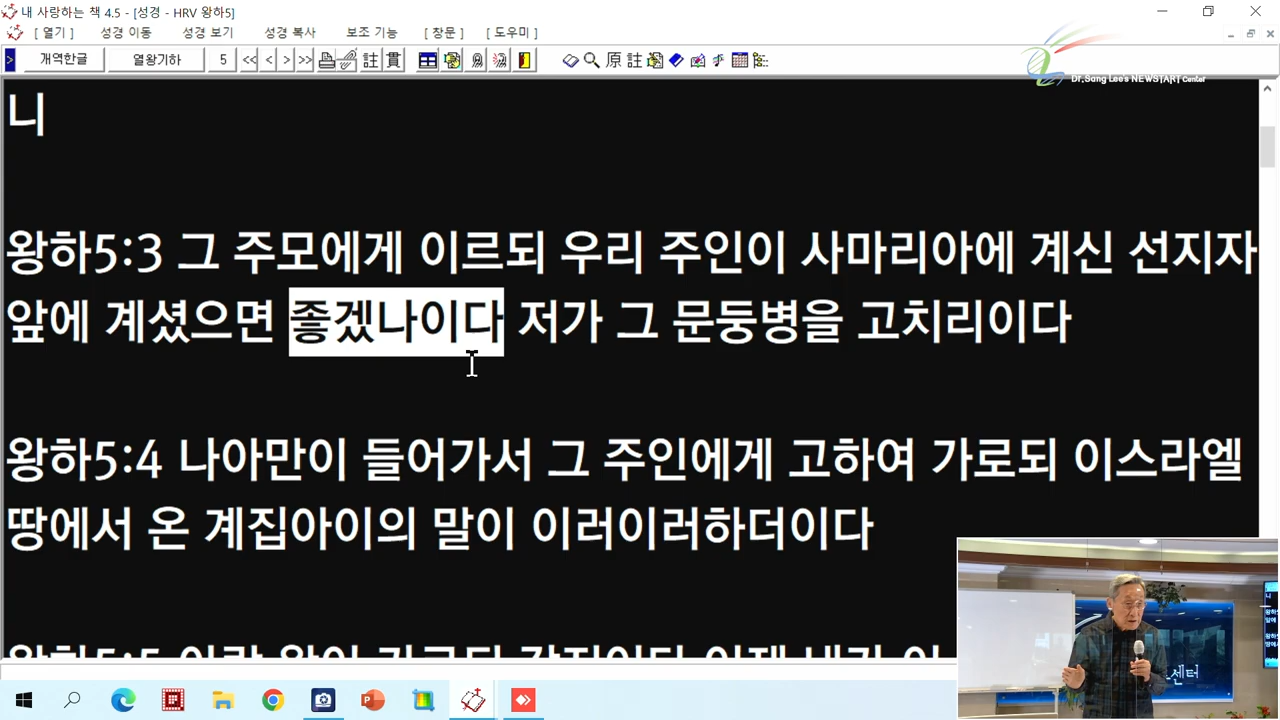 내 사랑하는 책 4.5 - [성경 - HRV 왕하5]
[ 열기 ] 성경 이동 성경 보기 성경 복사 보조 기능 [ 창문 ] [ 도우미 ]
개역한글 열왕기하 5 << < > >> 註 貫 原 註
Dr.Sang Lee's NEWSTART Center
니
왕하5:3 그 주모에게 이르되 우리 주인이 사마리아에 계신 선지자
앞에 계셨으면 좋겠나이다 저가 그 문둥병을 고치리이다
왕하5:4 나아만이 들어가서 그 주인에게 고하여 가로되 이스라엘
땅에서 온 계집아이의 말이 이러이러하더이다
센터